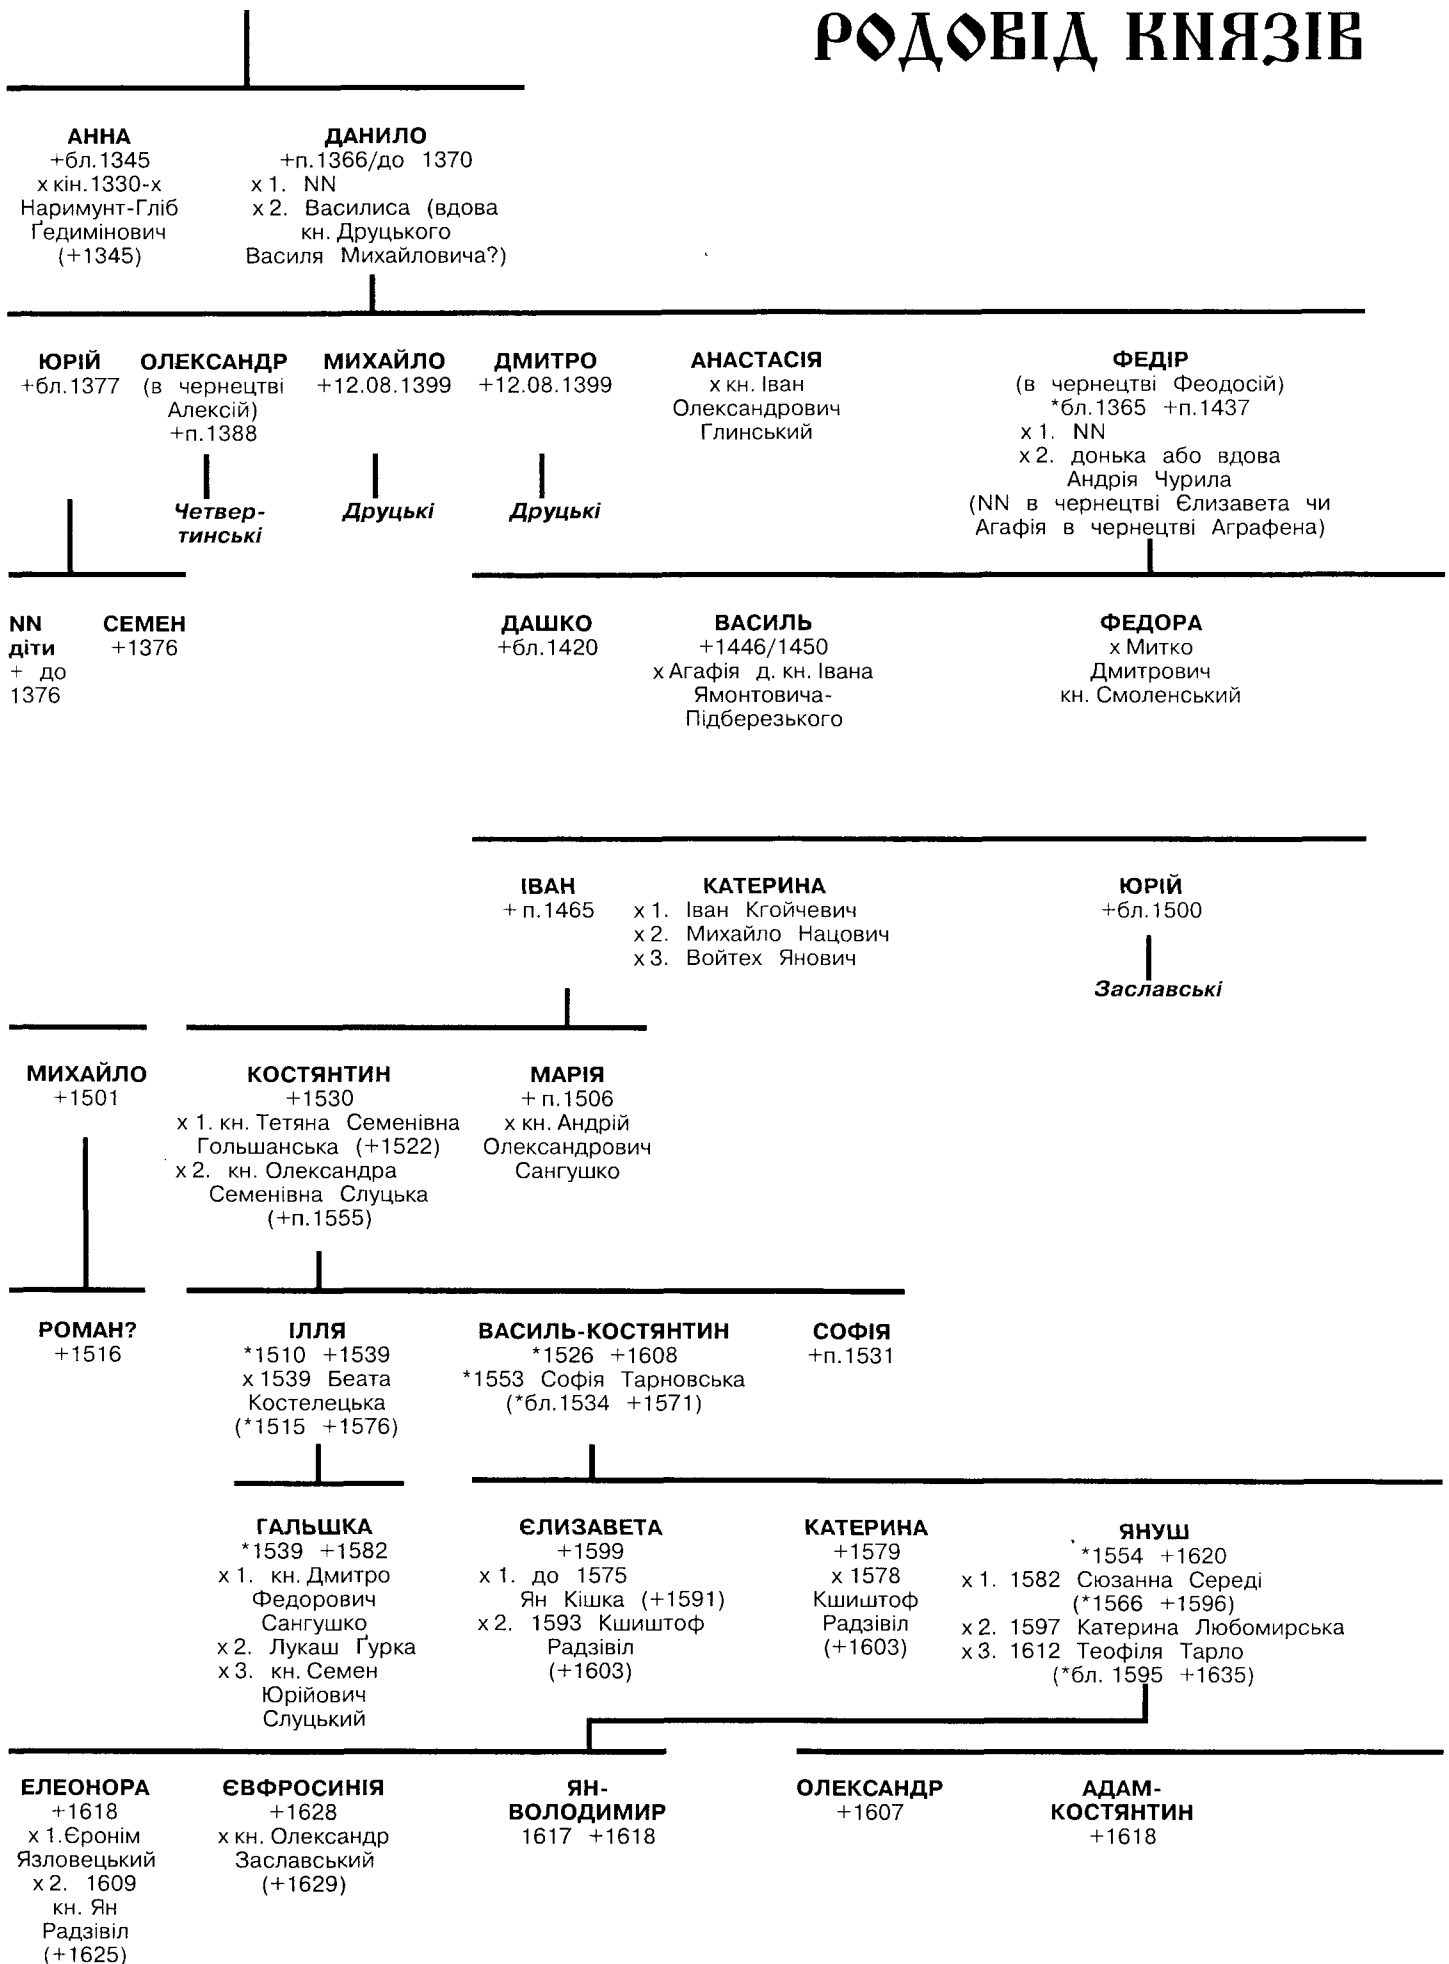 РОДОВІД КНЯЗІВ
АННА
+бл.1345
х кін.1330-х
Наримунт-Гліб
Ґедимінович
(+1345)
ДАНИЛО
+п.1366/до 1370
х 1. NN
х 2. Василиса (вдова
кн. Друцького
Василя Михайловича?)
ЮРІЙ
+бл.1377
ОЛЕКСАНДР
(в чернецтві
Алексій)
+п.1388
Четвер-
тинські
МИХАЙЛО
+12.08.1399
Друцькі
ДМИТРО
+12.08.1399
Друцькі
АНАСТАСІЯ
х кн. Іван
Олександрович
Глинський
ФЕДІР
(в чернецтві Феодосій)
*бл.1365 +п.1437
х 1. NN
х 2. донька або вдова
Андрія Чурила
(NN в чернецтві Єлизавета чи
Агафія в чернецтві Аграфена)
NN
діти
+ до
1376
СЕМЕН
+1376
ДАШКО
+бл.1420
ВАСИЛЬ
+1446/1450
х Агафія д. кн. Івана
Ямонтовича-
Підберезького
ФЕДОРА
х Митко
Дмитрович
кн. Смоленський
ІВАН
+ п.1465
КАТЕРИНА
х 1. Іван Кгойчевич
х 2. Михайло Нацович
х 3. Войтех Янович
ЮРІЙ
+бл.1500
Заславські
МИХАЙЛО
+1501
КОСТЯНТИН
+1530
х 1. кн. Тетяна Семенівна
Гольшанська (+1522)
х 2. кн. Олександра
Семенівна Слуцька
(+п.1555)
МАРІЯ
+ п.1506
х кн. Андрій
Олександрович
Сангушко
РОМАН?
+1516
ІЛЛЯ
*1510 +1539
х 1539 Беата
Костелецька
(*1515 +1576)
ВАСИЛЬ-КОСТЯНТИН
*1526 +1608
*1553 Софія Тарновська
(*бл.1534 +1571)
СОФІЯ
+п.1531
ГАЛЬШКА
*1539 +1582
х 1. кн. Дмитро
Федорович
Сангушко
х 2. Лукаш Ґурка
х 3. кн. Семен
Юрійович
Слуцький
ЄЛИЗАВЕТА
+1599
х 1. до 1575
Ян Кішка (+1591)
х 2. 1593 Кшиштоф
Радзівіл
(+1603)
КАТЕРИНА
+1579
х 1578
Кшиштоф
Радзівіл
(+1603)
ЯНУШ
*1554 +1620
х 1. 1582 Сюзанна Середі
(*1566 +1596)
х 2. 1597 Катерина Любомирська
х 3. 1612 Теофіля Тарло
(*бл. 1595 +1635)
ЕЛЕОНОРА
+1618
х 1.Єронім
Язловецький
х 2. 1609
кн. Ян
Радзівіл
(+1625)
ЄВФРОСИНІЯ
+1628
х кн. Олександр
Заславський
(+1629)
ЯН-
ВОЛОДИМИР
1617 +1618
ОЛЕКСАНДР
+1607
АДАМ-
КОСТЯНТИН
+1618